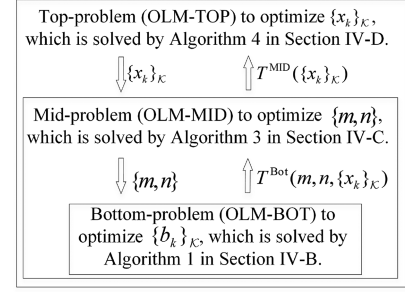 Top-problem (OLM-TOP) to optimize {x_k}_𝒦,
which is solved by Algorithm 4 in Section IV-D.
{x_k}_𝒦 T^MID({x_k}_𝒦)
Mid-problem (OLM-MID) to optimize {m,n},
which is solved by Algorithm 3 in Section IV-C.
{m,n} T^Bot(m,n,{x_k}_𝒦)
Bottom-problem (OLM-BOT) to
optimize {b_k}_𝒦, which is solved by
Algorithm 1 in Section IV-B.